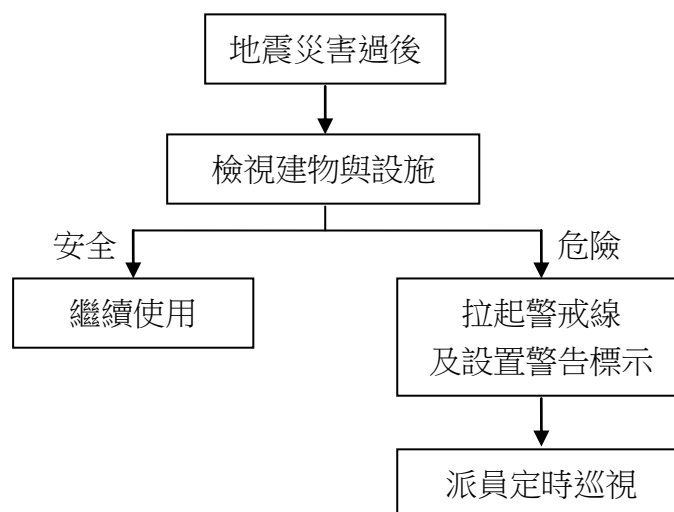 地震災害過後
檢視建物與設施
安全
危險
繼續使用
拉起警戒線
及設置警告標示
派員定時巡視